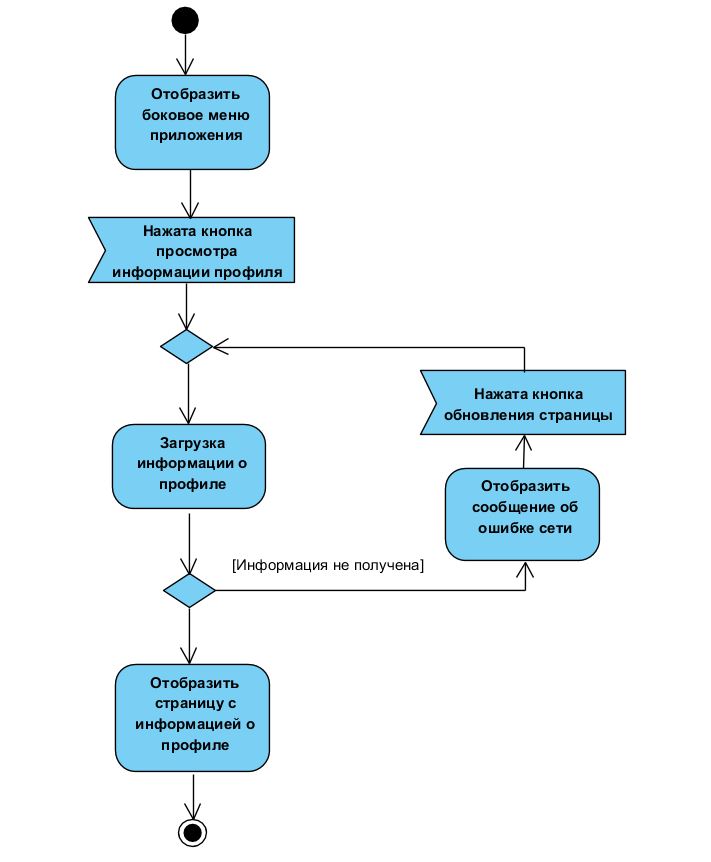 Отобразить
боковое меню
приложения
Нажата кнопка
просмотра
информации профиля
Нажата кнопка
обновления страницы
Загрузка
информации о
профиле
Отобразить
сообщение об
ошибке сети
[Информация не получена]
Отобразить
страницу с
информацией о
профиле